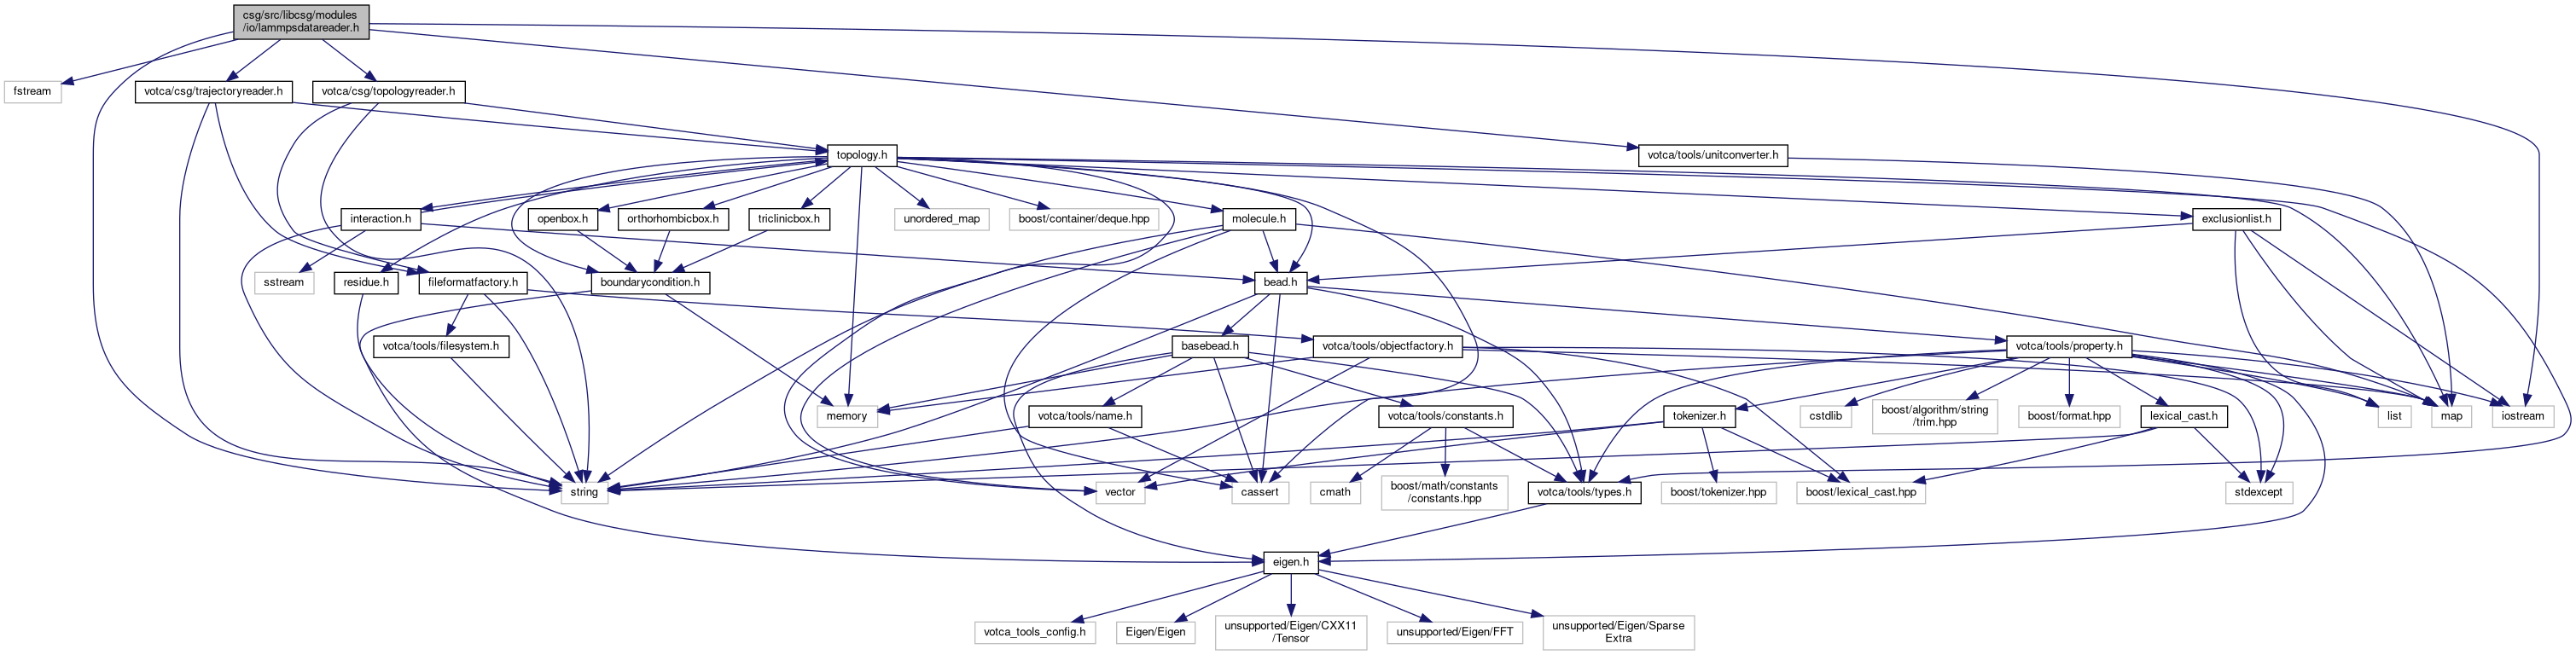 csg/src/libcsg/modules
/io/lammpsdatareader.h
fstream
votca/csg/trajectoryreader.h
votca/csg/topologyreader.h
topology.h
votca/tools/unitconverter.h
interaction.h
openbox.h
orthorhombicbox.h
triclinicbox.h
unordered_map
boost/container/deque.hpp
molecule.h
exclusionlist.h
sstream
residue.h
fileformatfactory.h
boundarycondition.h
bead.h
votca/tools/filesystem.h
basebead.h
votca/tools/objectfactory.h
votca/tools/property.h
memory
votca/tools/name.h
votca/tools/constants.h
tokenizer.h
cstdlib
boost/algorithm/string
/trim.hpp
boost/format.hpp
lexical_cast.h
list
map
iostream
string
vector
cassert
cmath
boost/math/constants
/constants.hpp
votca/tools/types.h
boost/tokenizer.hpp
boost/lexical_cast.hpp
stdexcept
eigen.h
votca_tools_config.h
Eigen/Eigen
unsupported/Eigen/CXX11
/Tensor
unsupported/Eigen/FFT
unsupported/Eigen/Sparse
Extra